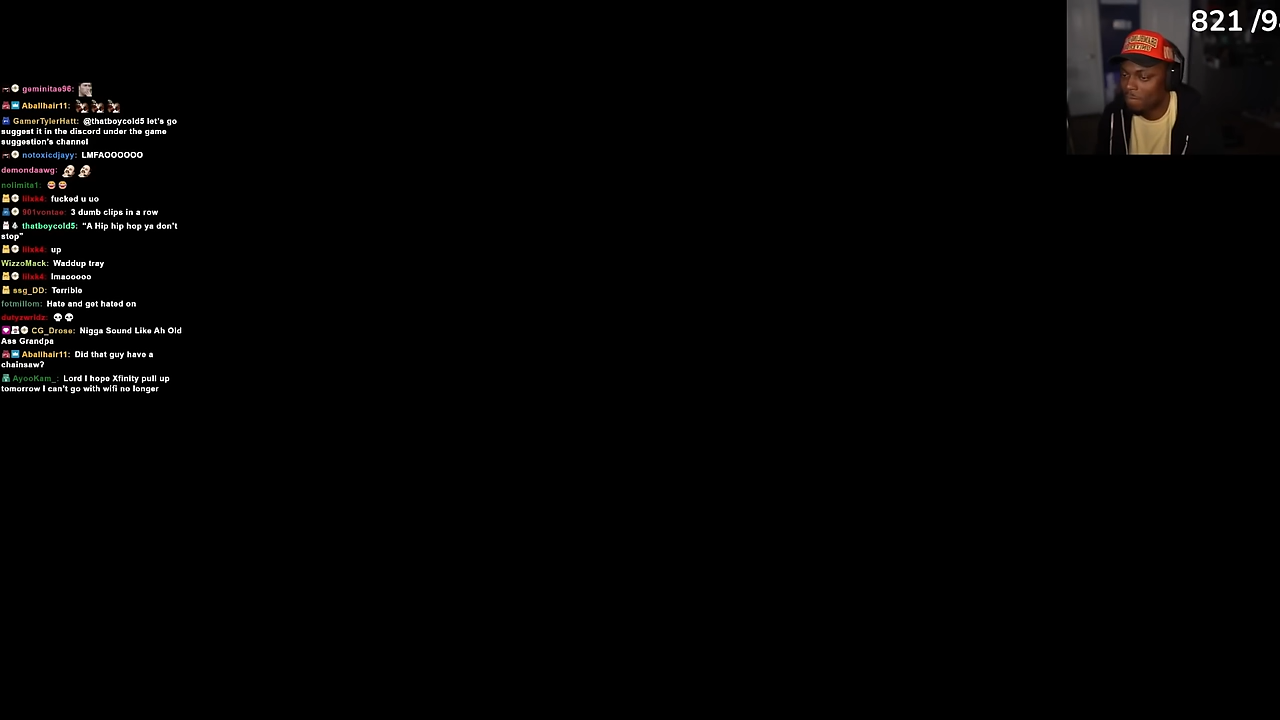 821 /9
geminitae96:
Aballhair11:
GamerTylerHatt: @thatboycold5 let's go
suggest it in the discord under the game
suggestion's channel
notoxicdjayy: LMFAOOOOOO
demondaawg:
nolimita1:
lilxk4: fucked u uo
901vontae: 3 dumb clips in a row
thatboycold5: "A Hip hip hop ya don't
stop"
lilxk4: up
WizzoMack: Waddup tray
lilxk4: lmaooooo
ssg_DD: Terrible
fotmillom: Hate and get hated on
CG_Drose: Nigga Sound Like Ah Old
Ass Grandpa
Aballhair11: Did that guy have a
chainsaw?
AyooKam_: Lord I hope Xfinity pull up
tomorrow I can't go with wifi no longer